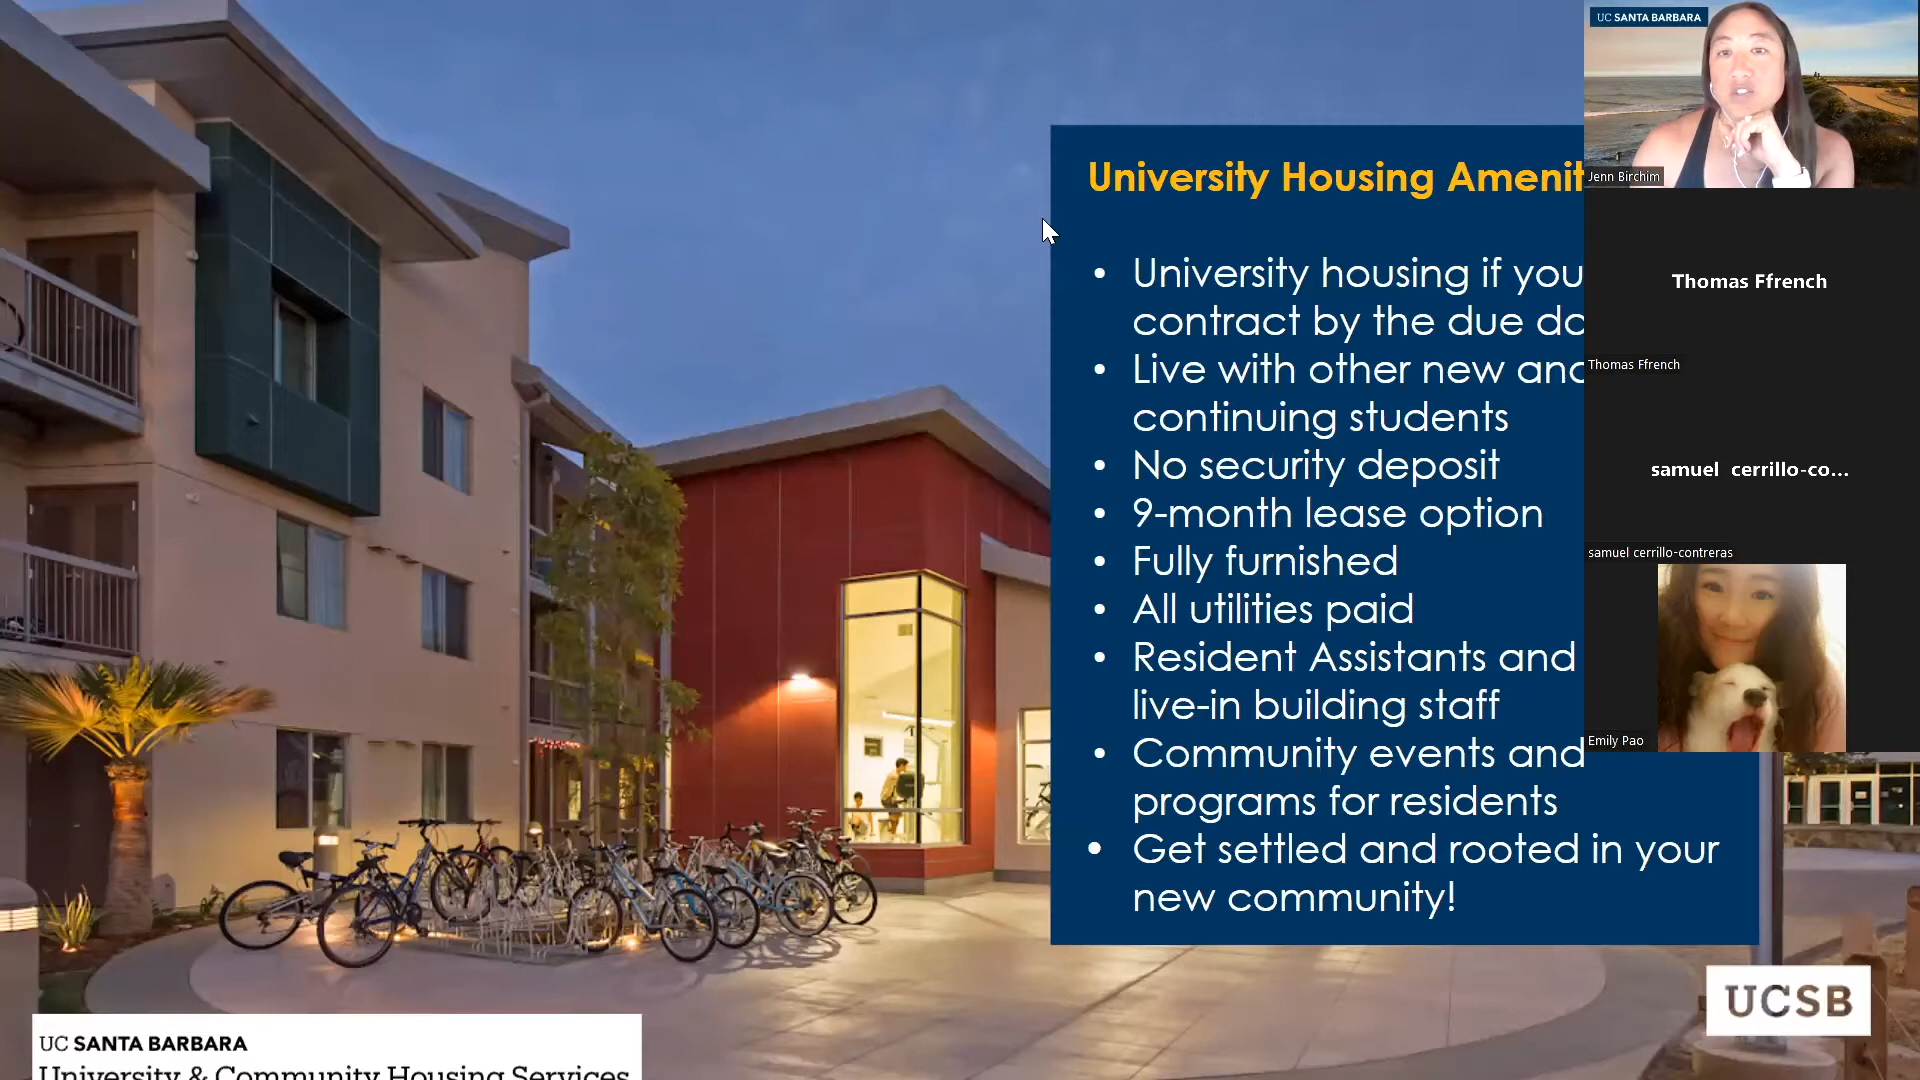 University Housing Amenit
University housing if you
contract by the due da
Live with other new and
continuing students
No security deposit
9-month lease option
Fully furnished
All utilities paid
Resident Assistants and
live-in building staff
Community events and
programs for residents
Get settled and rooted in your
new community!
UC SANTA BARBARA
Jenn Birchim
Thomas Ffrench
Thomas Ffrench
samuel cerrillo-co...
samuel cerrillo-contreras
Emily Pao
UCSB
UC SANTA BARBARA
University & Community Housing Services